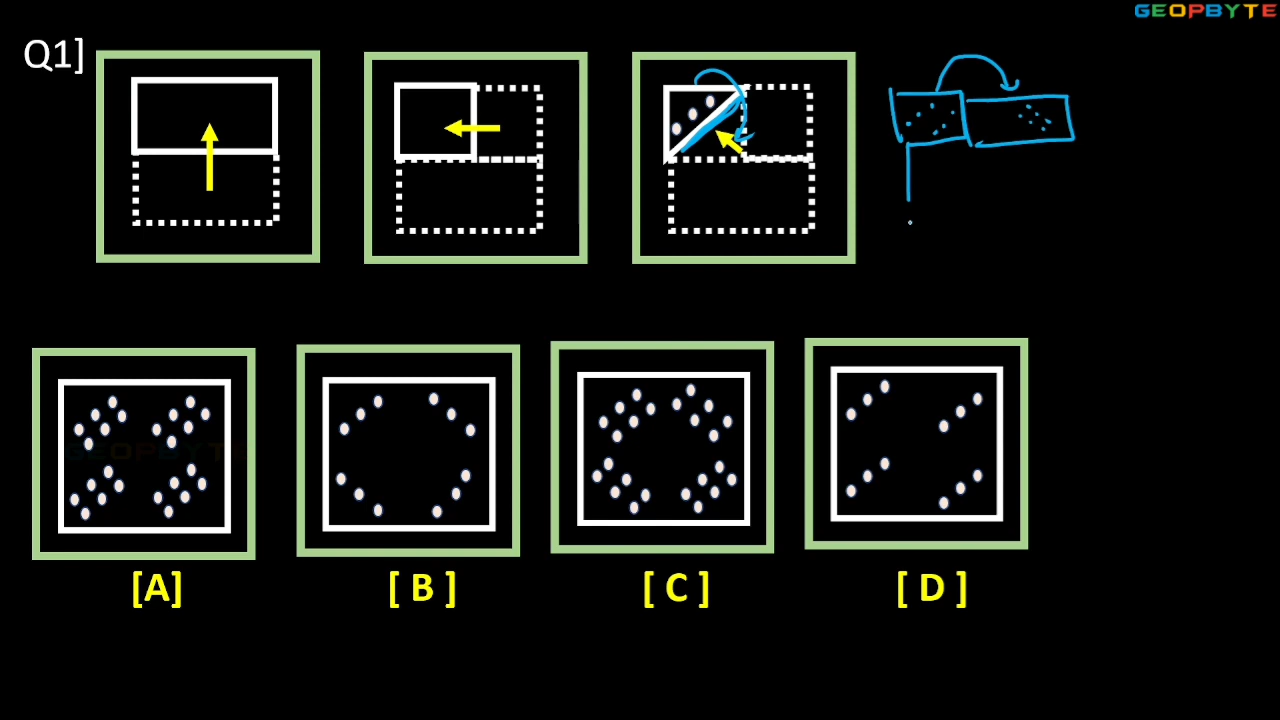 GEOPBYTE
Q1]
[A]
[ B ]
[ C ]
[ D ]